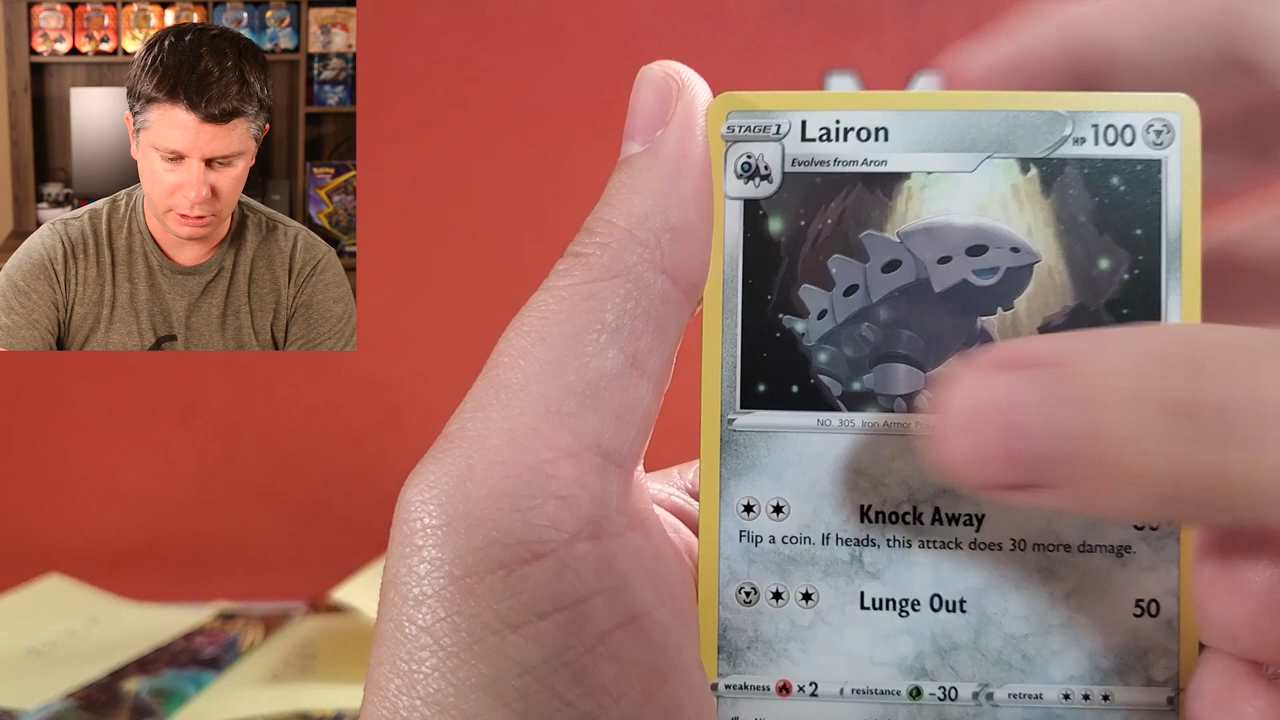 STAGE1 Lairon HP 100
Evolves from Aron
NO. 305 Iron Armor
Knock Away
Flip a coin. If heads, this attack does 30 more damage.
Lunge Out 50
weakness ×2 resistance -30 retreat